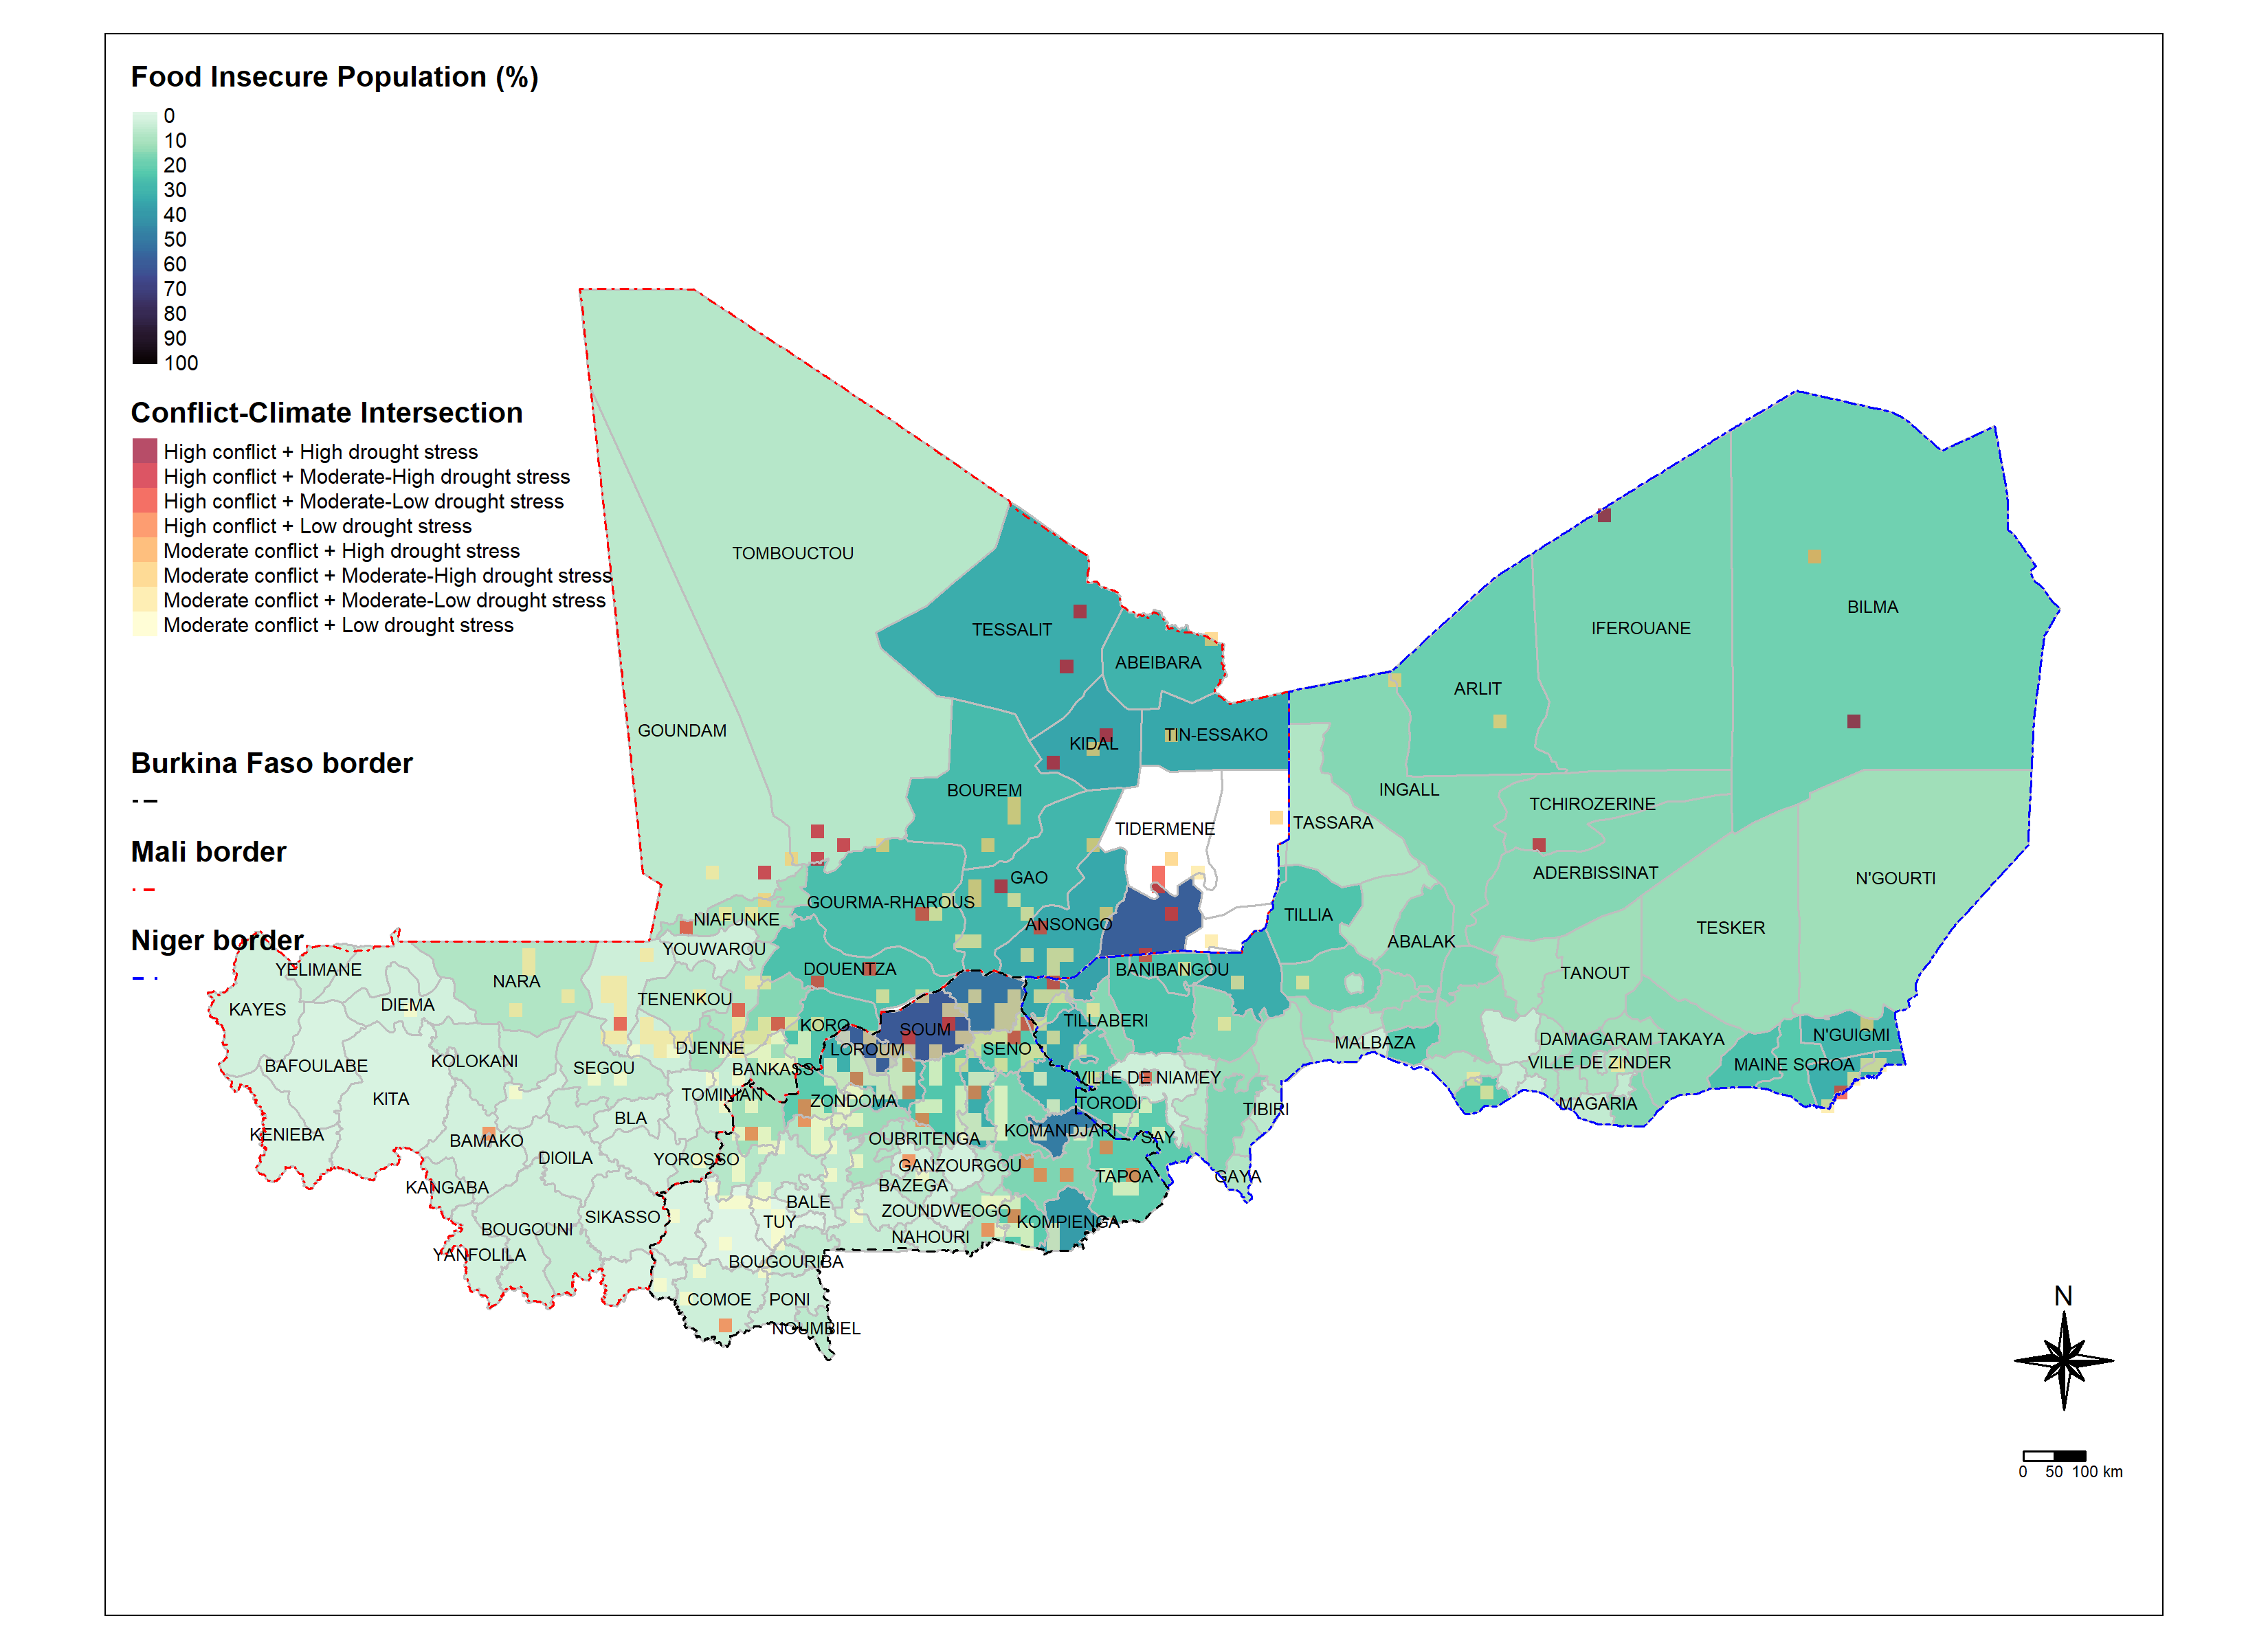 Food Insecure Population (%)
0
10
20
30
40
50
60
70
80
90
100
Conflict-Climate Intersection
High conflict + High drought stress
High conflict + Moderate-High drought stress
High conflict + Moderate-Low drought stress
High conflict + Low drought stress
Moderate conflict + High drought stress
Moderate conflict + Moderate-High drought stress
Moderate conflict + Moderate-Low drought stress
Moderate conflict + Low drought stress
Burkina Faso border
Mali border
Niger border
TOMBOUCTOU
TESSALIT
ABEIBARA
GOUNDAM
KIDAL
TIN-ESSAKO
BOUREM
TIDERMENE
GAO
GOURMA-RHAROUS
ANSONGO
NIAFUNKE
YOUWAROU
DOUENTZA
YELIMANE
NARA
TENENKOU
KAYES
DIEMA
KORO
DJENNE
BAFOULABE
KOLOKANI
SEGOU
BANKASS
KITA
TOMINIAN
BLA
KENIEBA
BAMAKO
DIOILA
YOROSSO
KANGABA
BOUGOUNI
SIKASSO
YANFOLILA
SOUM
LOROUM
SENO
ZONDOMA
OUBRITENGA
KOMANDJARI
GANZOURGOU
BAZEGA
TAPOA
BALE
ZOUNDWEOGO
TUY
KOMPIENGA
NAHOURI
BOUGOURIBA
COMOE
PONI
NOUMBIEL
BILMA
IFEROUANE
ARLIT
INGALL
TCHIROZERINE
TASSARA
ADERBISSINAT
N'GOURTI
TILLIA
TESKER
ABALAK
BANIBANGOU
TANOUT
TILLABERI
MALBAZA
DAMAGARAM TAKAYA
N'GUIGMI
VILLE DE ZINDER
MAINE SOROA
VILLE DE NIAMEY
TORODI
TIBIRI
MAGARIA
SAY
GAYA
N
0 50 100 km